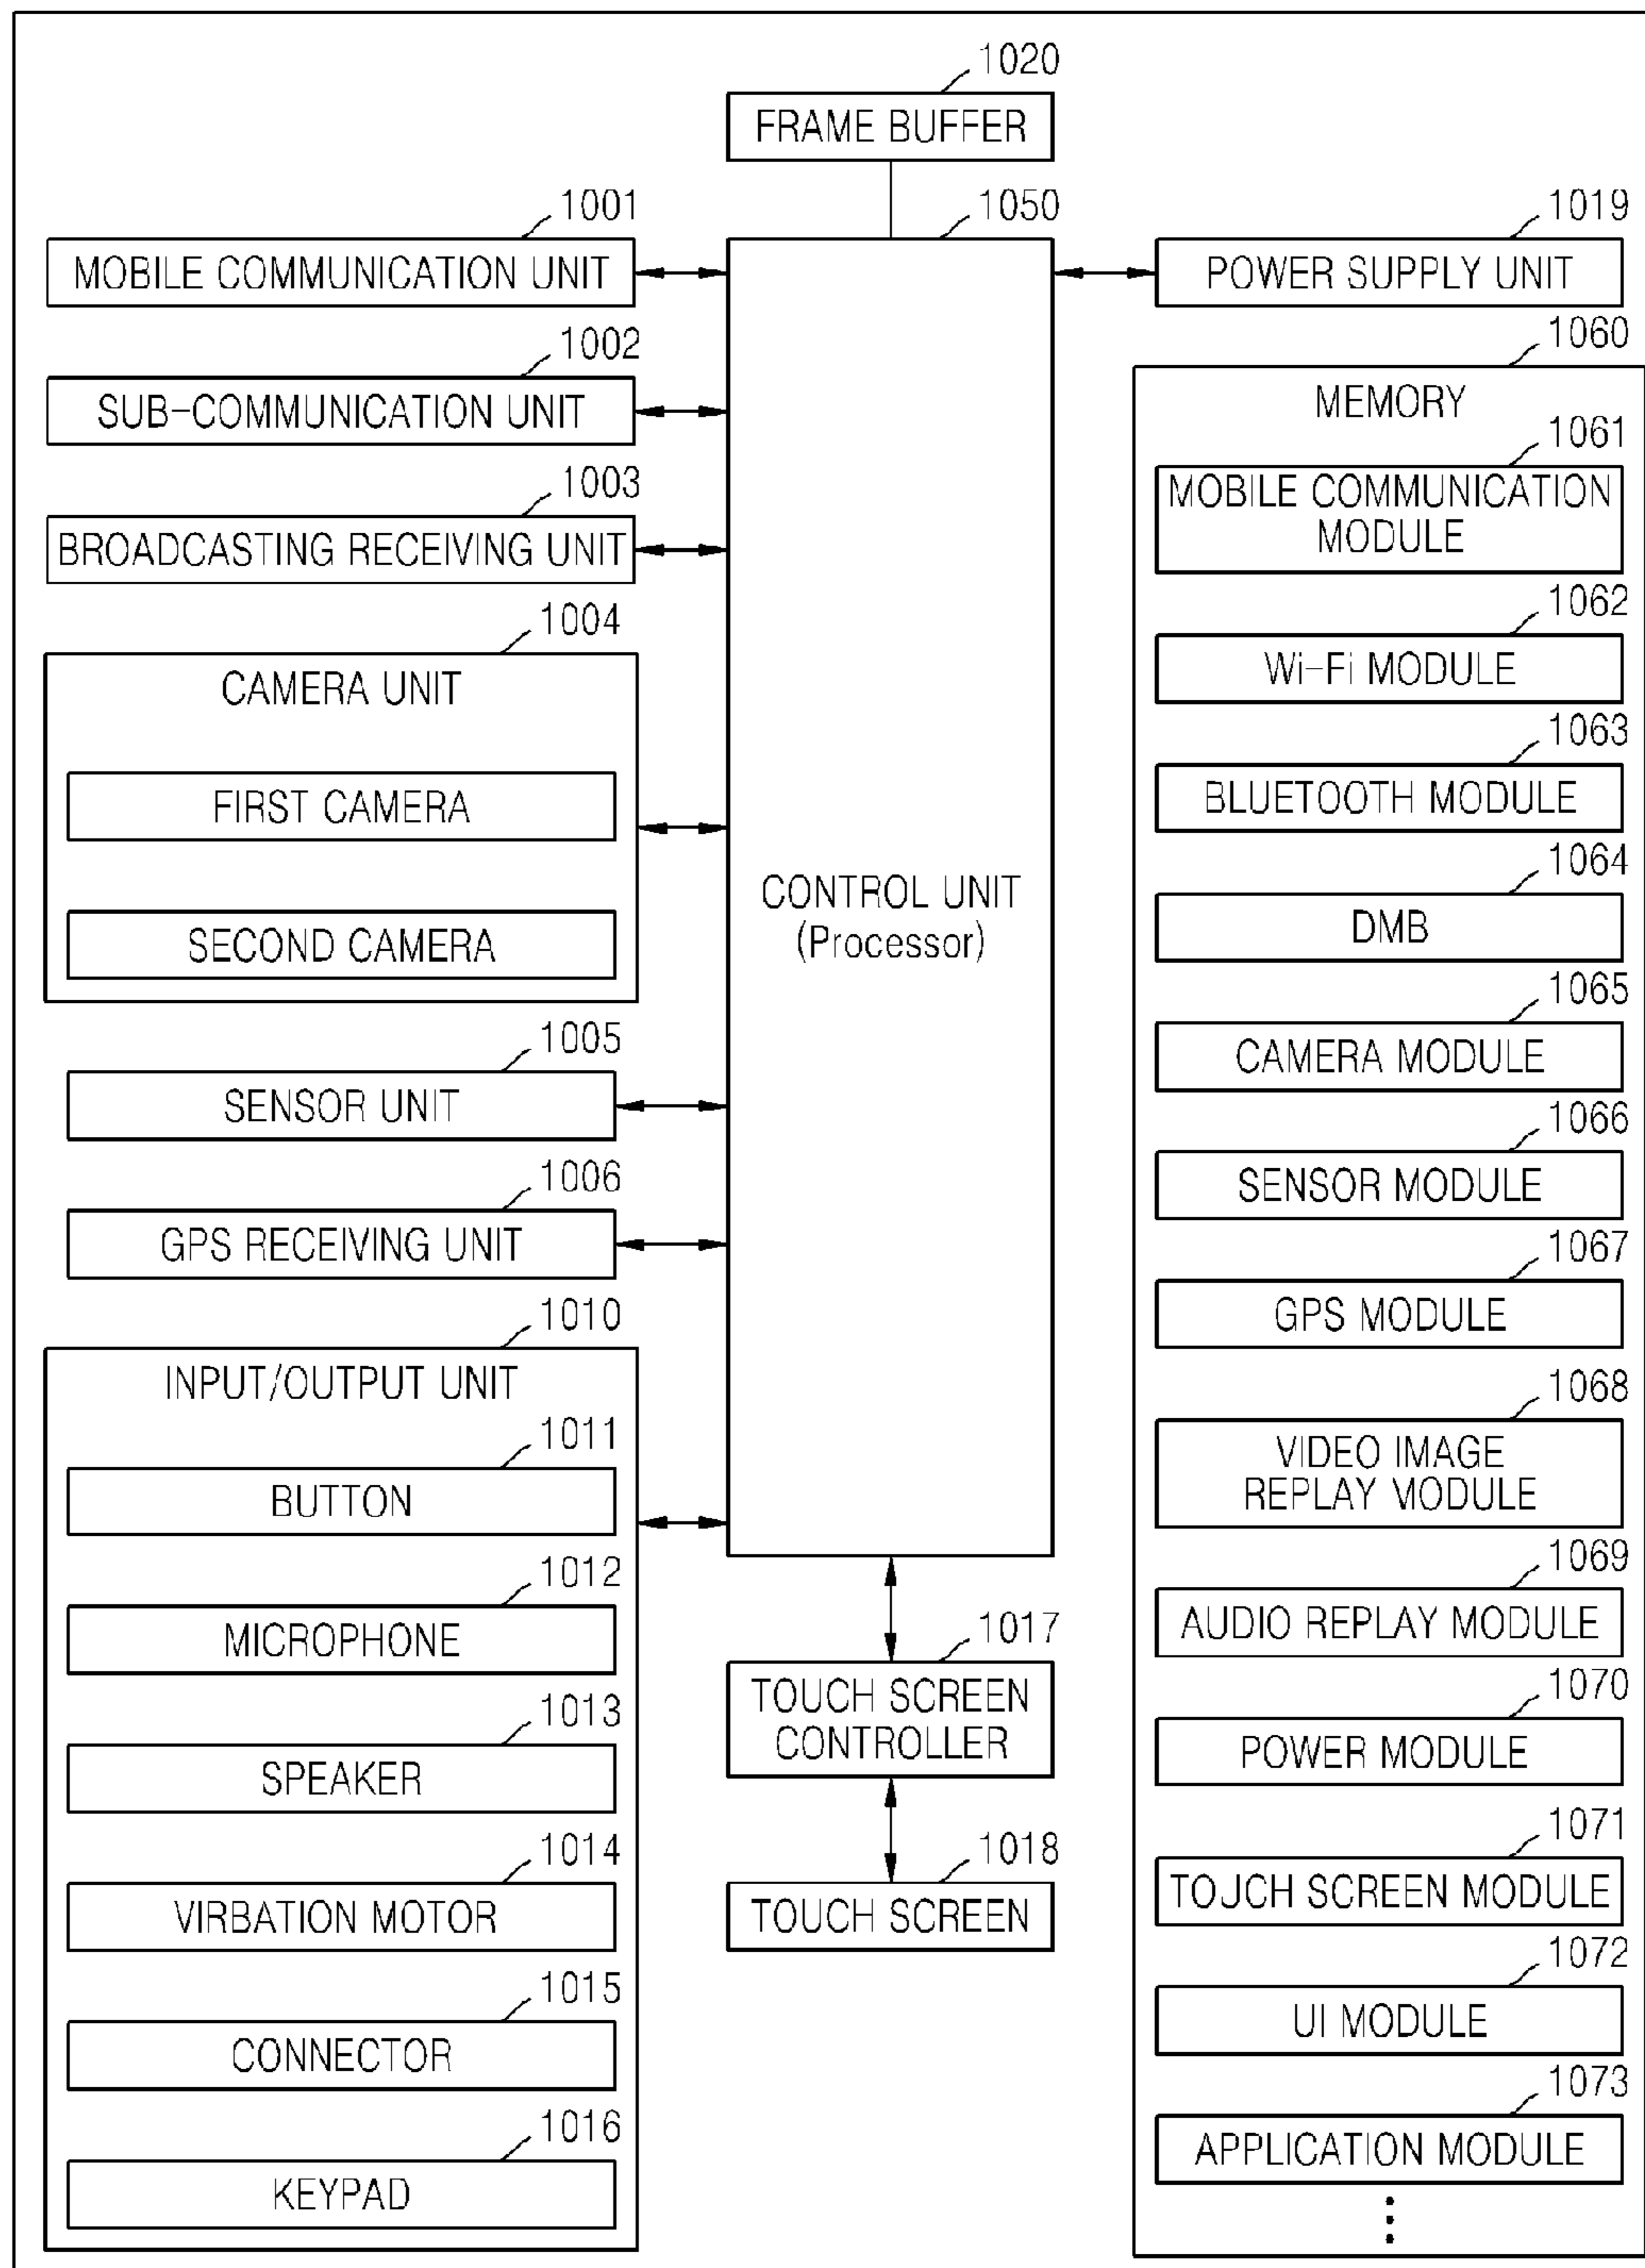 1020
FRAME BUFFER
1001
MOBILE COMMUNICATION UNIT
1002
SUB-COMMUNICATION UNIT
1003
BROADCASTING RECEIVING UNIT
1004
CAMERA UNIT
FIRST CAMERA
SECOND CAMERA
1005
SENSOR UNIT
1006
GPS RECEIVING UNIT
1010
INPUT/OUTPUT UNIT
1011
BUTTON
1012
MICROPHONE
1013
SPEAKER
1014
VIRBATION MOTOR
1015
CONNECTOR
1016
KEYPAD
1050
CONTROL UNIT
(Processor)
1017
TOUCH SCREEN
CONTROLLER
1018
TOUCH SCREEN
1019
POWER SUPPLY UNIT
1060
MEMORY
1061
MOBILE COMMUNICATION
MODULE
1062
Wi-Fi MODULE
1063
BLUETOOTH MODULE
1064
DMB
1065
CAMERA MODULE
1066
SENSOR MODULE
1067
GPS MODULE
1068
VIDEO IMAGE
REPLAY MODULE
1069
AUDIO REPLAY MODULE
1070
POWER MODULE
1071
TOJCH SCREEN MODULE
1072
UI MODULE
1073
APPLICATION MODULE